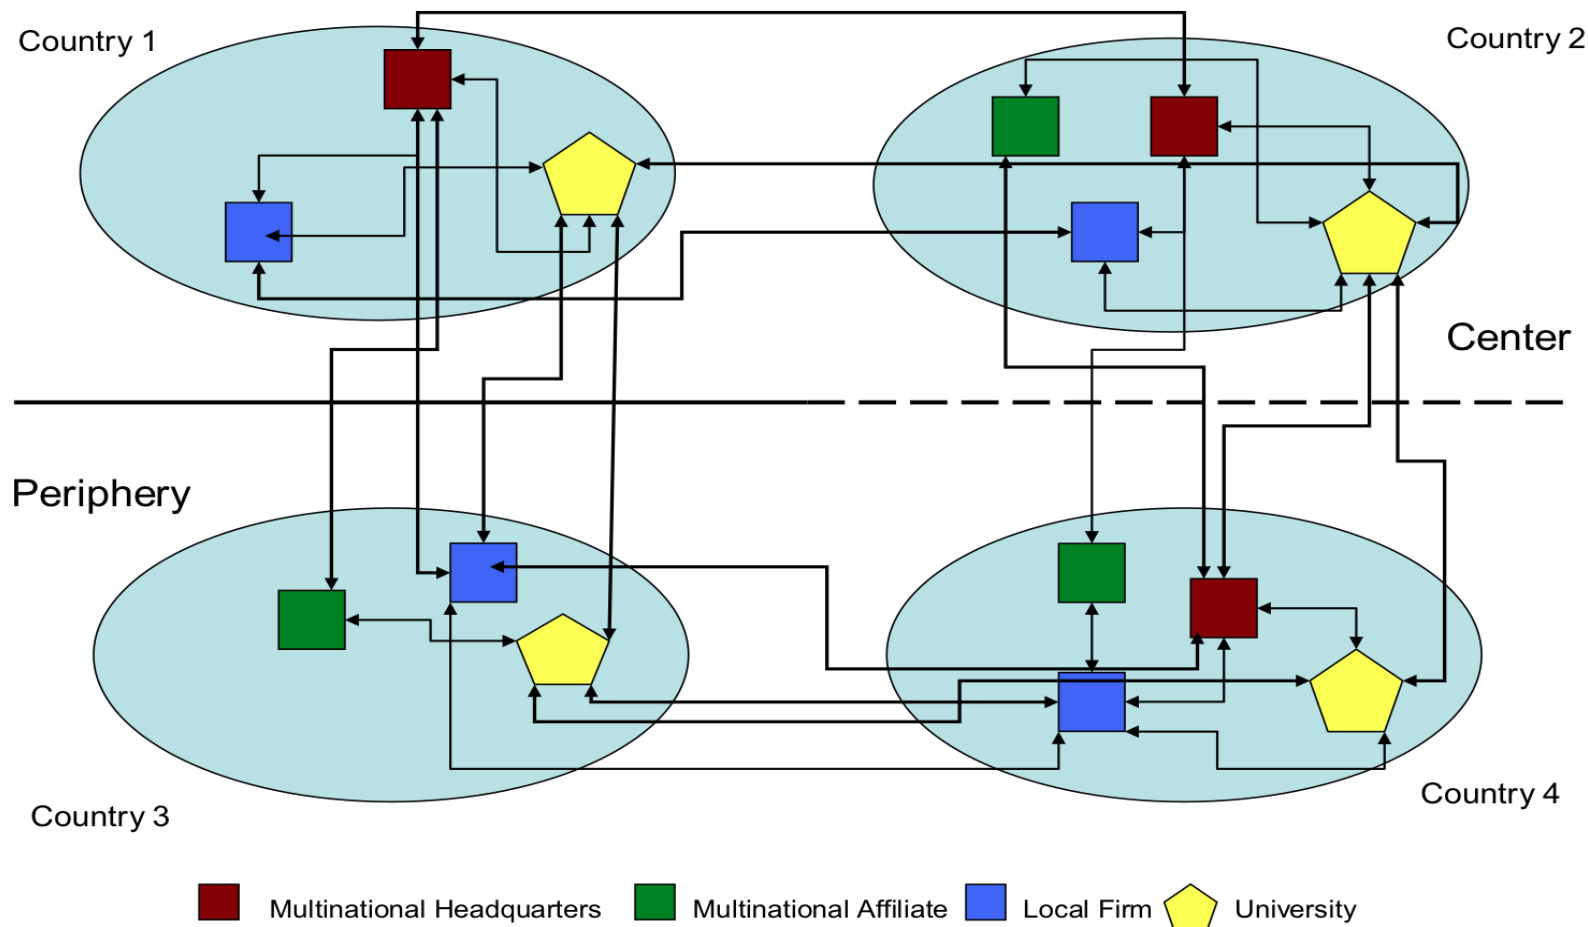 Country 1
Country 2
Center
Periphery
Country 3
Country 4
Multinational Headquarters
Multinational Affiliate
Local Firm
University